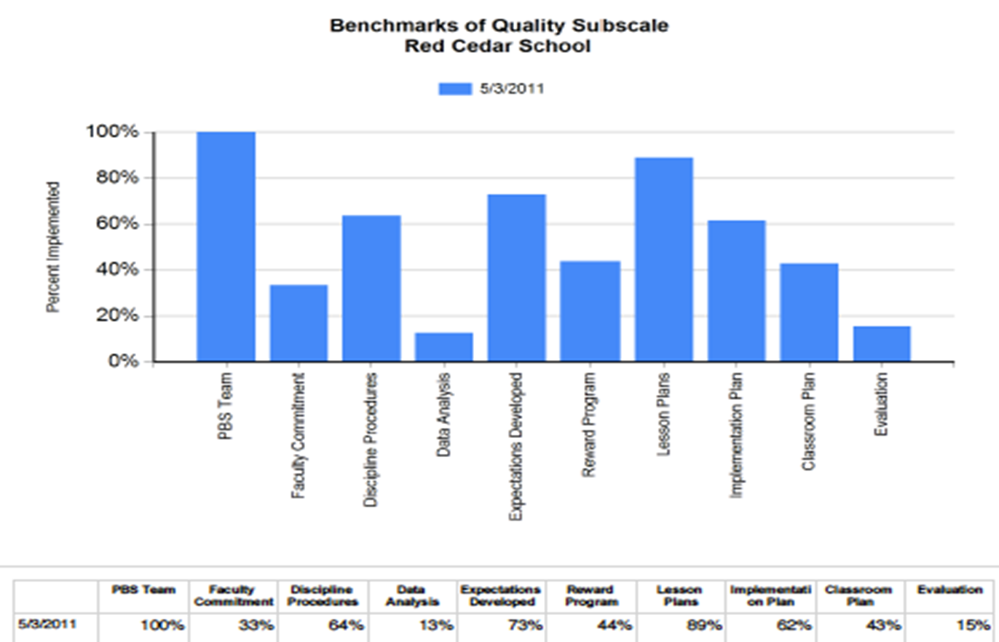 Benchmarks of Quality Subscale
Red Cedar School
5/3/2011
Percent Implemented
100%
80%
60%
40%
20%
0%
PBS Team
Faculty Commitment
Discipline Procedures
Data Analysis
Expectations Developed
Reward Program
Lesson Plans
Implementation Plan
Classroom Plan
Evaluation
PBS Team Faculty Discipline Data Expectations Reward Lesson Implementati Classroom Evaluation
Commitment Procedures Analysis Developed Program Plans on Plan Plan
5/3/2011 100% 33% 64% 13% 73% 44% 89% 62% 43% 15%